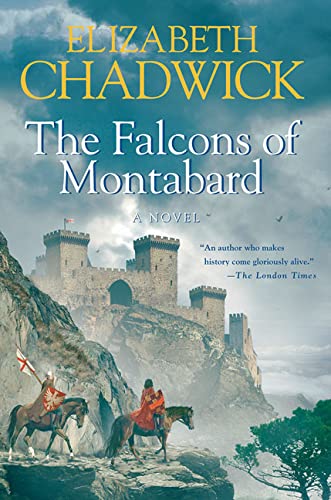 ELIZABETH
CHADWICK
The Falcons of
Montabard
A NOVEL
“An author who makes
history come gloriously alive.”
—The London Times